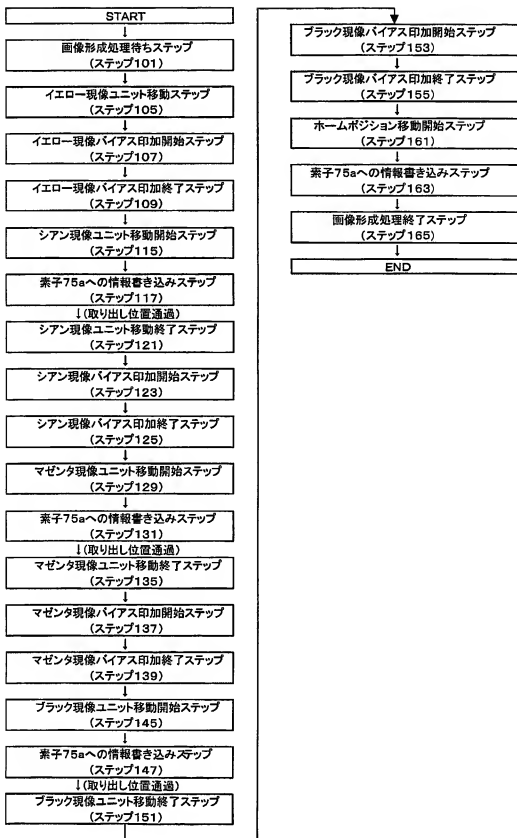 START
↓
画像形成処理待ちステップ
(ステップ101)
↓
イエロー現像ユニット移動ステップ
(ステップ105)
↓
イエロー現像バイアス印加開始ステップ
(ステップ107)
↓
イエロー現像バイアス印加終了ステップ
(ステップ109)
↓
シアン現像ユニット移動開始ステップ
(ステップ115)
↓
素子75aへの情報書き込みステップ
(ステップ117)
↓(取り出し位置通過)
シアン現像ユニット移動終了ステップ
(ステップ121)
↓
シアン現像バイアス印加開始ステップ
(ステップ123)
↓
シアン現像バイアス印加終了ステップ
(ステップ125)
↓
マゼンタ現像ユニット移動開始ステップ
(ステップ129)
↓
素子75aへの情報書き込みステップ
(ステップ131)
↓(取り出し位置通過)
マゼンタ現像ユニット移動終了ステップ
(ステップ135)
↓
マゼンタ現像バイアス印加開始ステップ
(ステップ137)
↓
マゼンタ現像バイアス印加終了ステップ
(ステップ139)
↓
ブラック現像ユニット移動開始ステップ
(ステップ145)
↓
素子75aへの情報書き込みステップ
(ステップ147)
↓(取り出し位置通過)
ブラック現像ユニット移動終了ステップ
(ステップ151)
ブラック現像バイアス印加開始ステップ
(ステップ153)
↓
ブラック現像バイアス印加終了ステップ
(ステップ155)
↓
ホームポジション移動開始ステップ
(ステップ161)
↓
素子75aへの情報書き込みステップ
(ステップ163)
↓
画像形成処理終了ステップ
(ステップ165)
↓
END